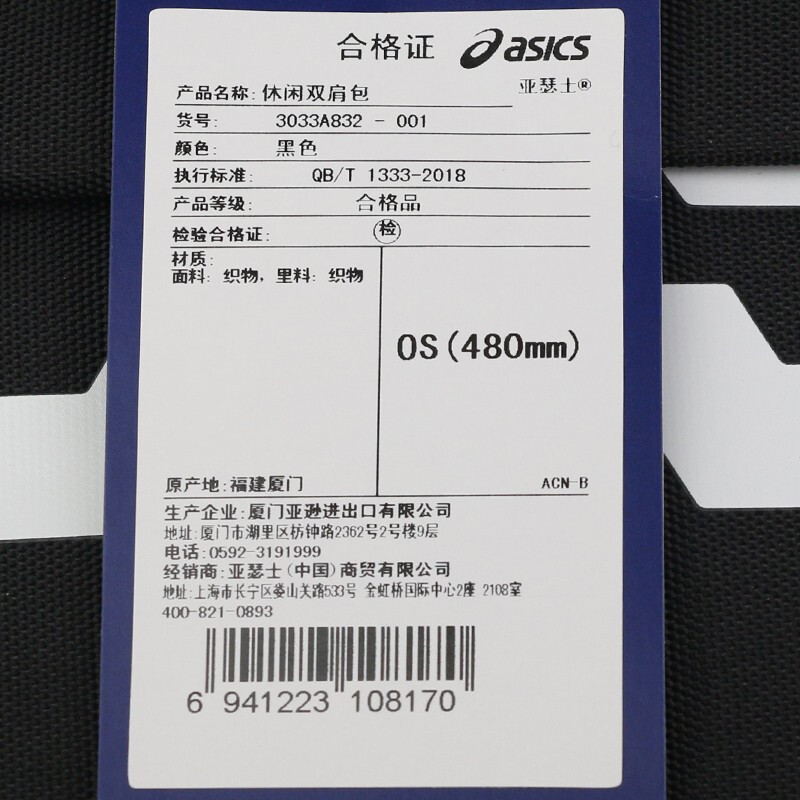 合格证 asics
亚瑟士®
产品名称: 休闲双肩包
货号: 3033A832 - 001
颜色: 黑色
执行标准: QB/T 1333-2018
产品等级: 合格品
检验合格证: 检
材质:
面料: 织物, 里料: 织物
OS(480mm)
原产地: 福建厦门 ACN-B
生产企业: 厦门亚逊进出口有限公司
地址: 厦门市湖里区枋钟路2362号2号楼9层
电话: 0592-3191999
经销商: 亚瑟士(中国)商贸有限公司
地址: 上海市长宁区娄山关路533号 金虹桥国际中心2座 2108室
400-821-0893
6 941223 108170